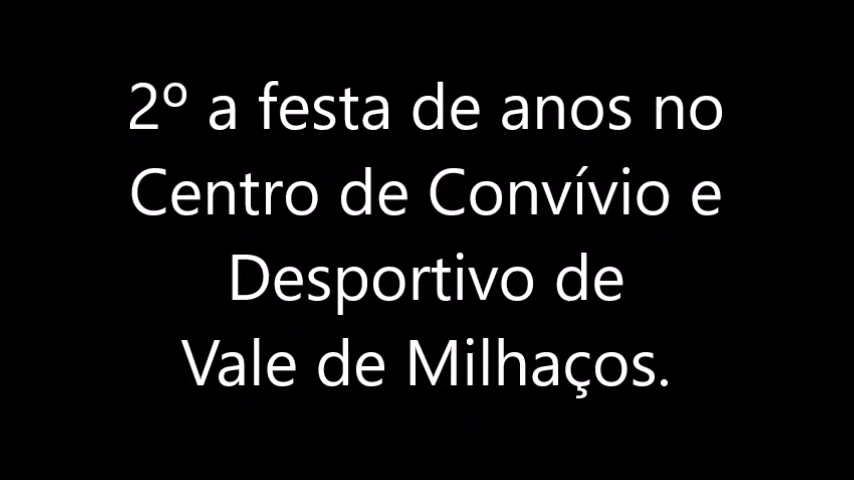 2º a festa de anos no
Centro de Convívio e
Desportivo de
Vale de Milhaços.